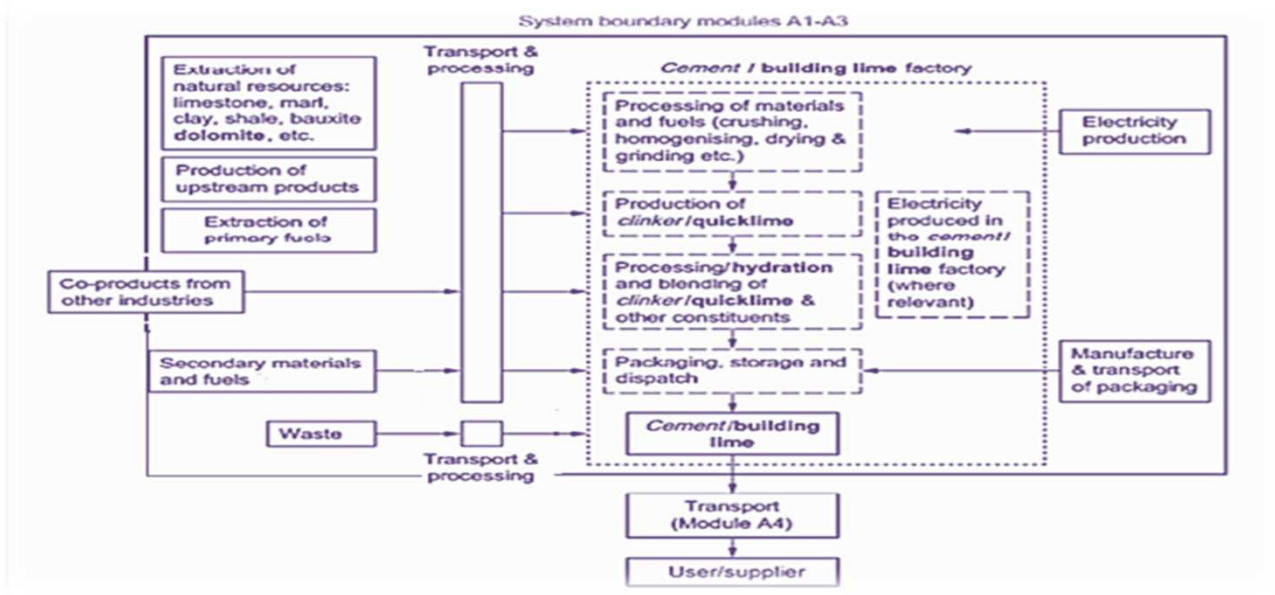 System boundary modules A1-A3
Transport &
processing
Extraction of
natural resources:
limestone, marl,
clay, shale, bauxite
dolomite, etc.
Production of
upstream products
Extraction of
primary fuels
Co-products from
other industries
Secondary materials
and fuels
Waste
Transport &
processing
Cement / building lime factory
Processing of materials
and fuels (crushing,
homogenising, drying &
grinding etc.)
Production of
clinker/quicklime
Processing/hydration
and blending of
clinker/quicklime &
other constituents
Packaging, storage and
dispatch
Cement/building
lime
Electricity
produced in
the cement/
building
lime factory
(where
relevant)
Electricity
production
Manufacture
& transport
of packaging
Transport
(Module A4)
User/supplier